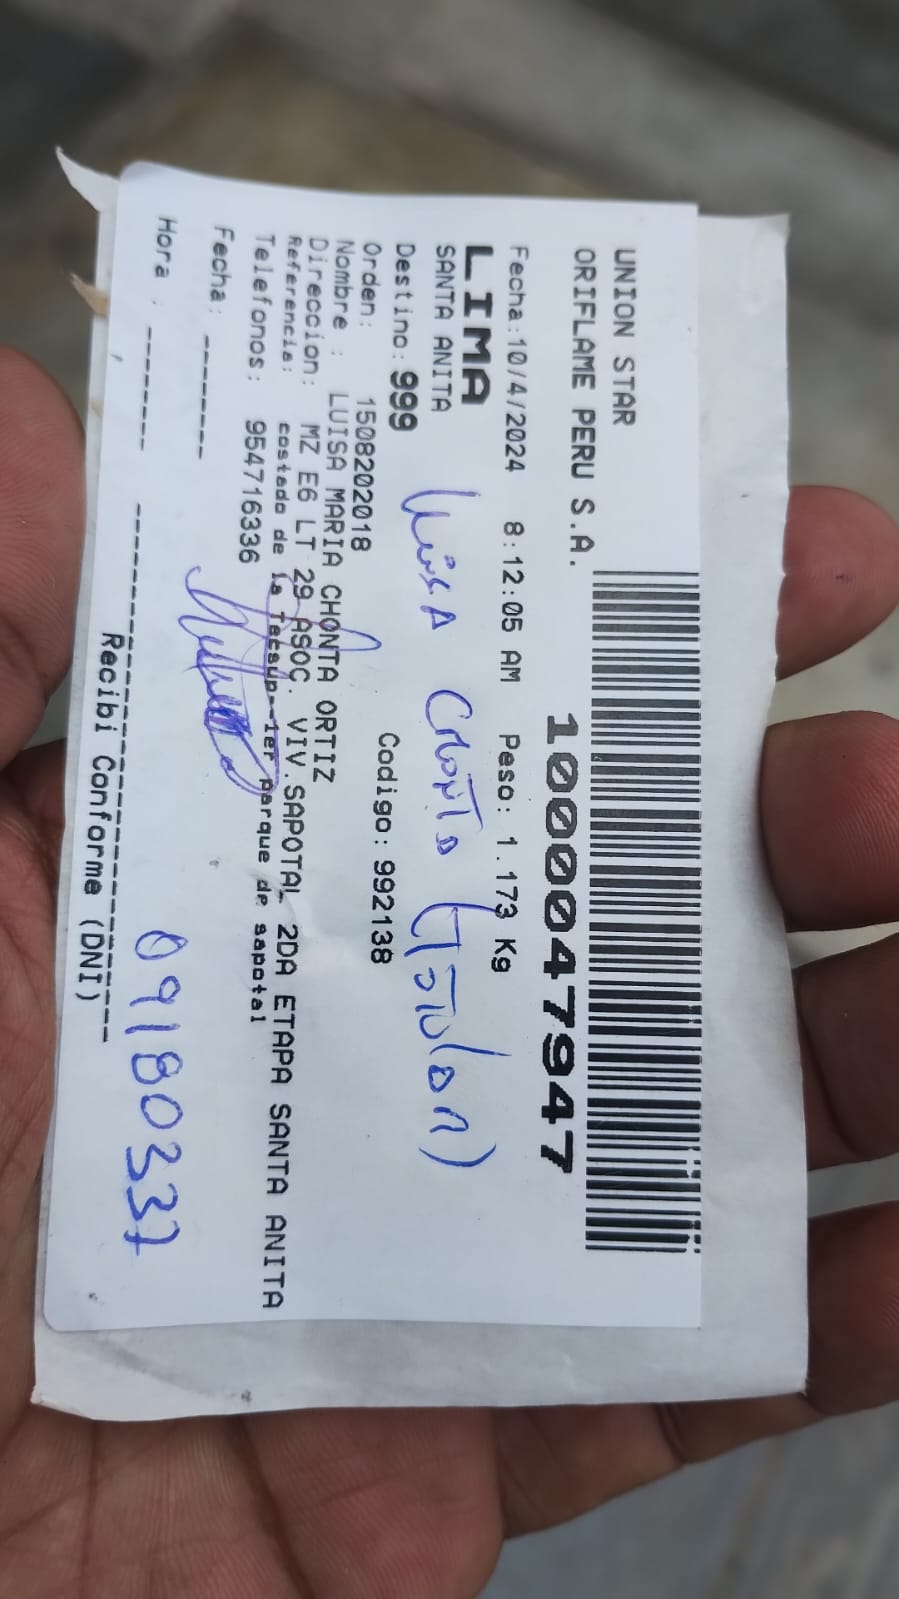 UNION STAR
ORIFLAME PERU S.A.
1000047947
Fecha:10/4/2024 8:12:05 AM Peso: 1.173 Kg
LIMA
SANTA ANITA
Luisa Chonta (Titular)
Destino:999
Orden: 1508202018 Codigo:992138
Nombre : LUISA MARIA CHONTA ORTIZ
Direccion: MZ E6 LT 29 ASOC. VIV.SAPOTAL 2DA ETAPA SANTA ANITA
Referencia: costado de la Tecsup- 1er parque de sapotal
Telefonos: 954716336
Fecha: ------
Hora : -------
09180337
Recibi Conforme (DNI)